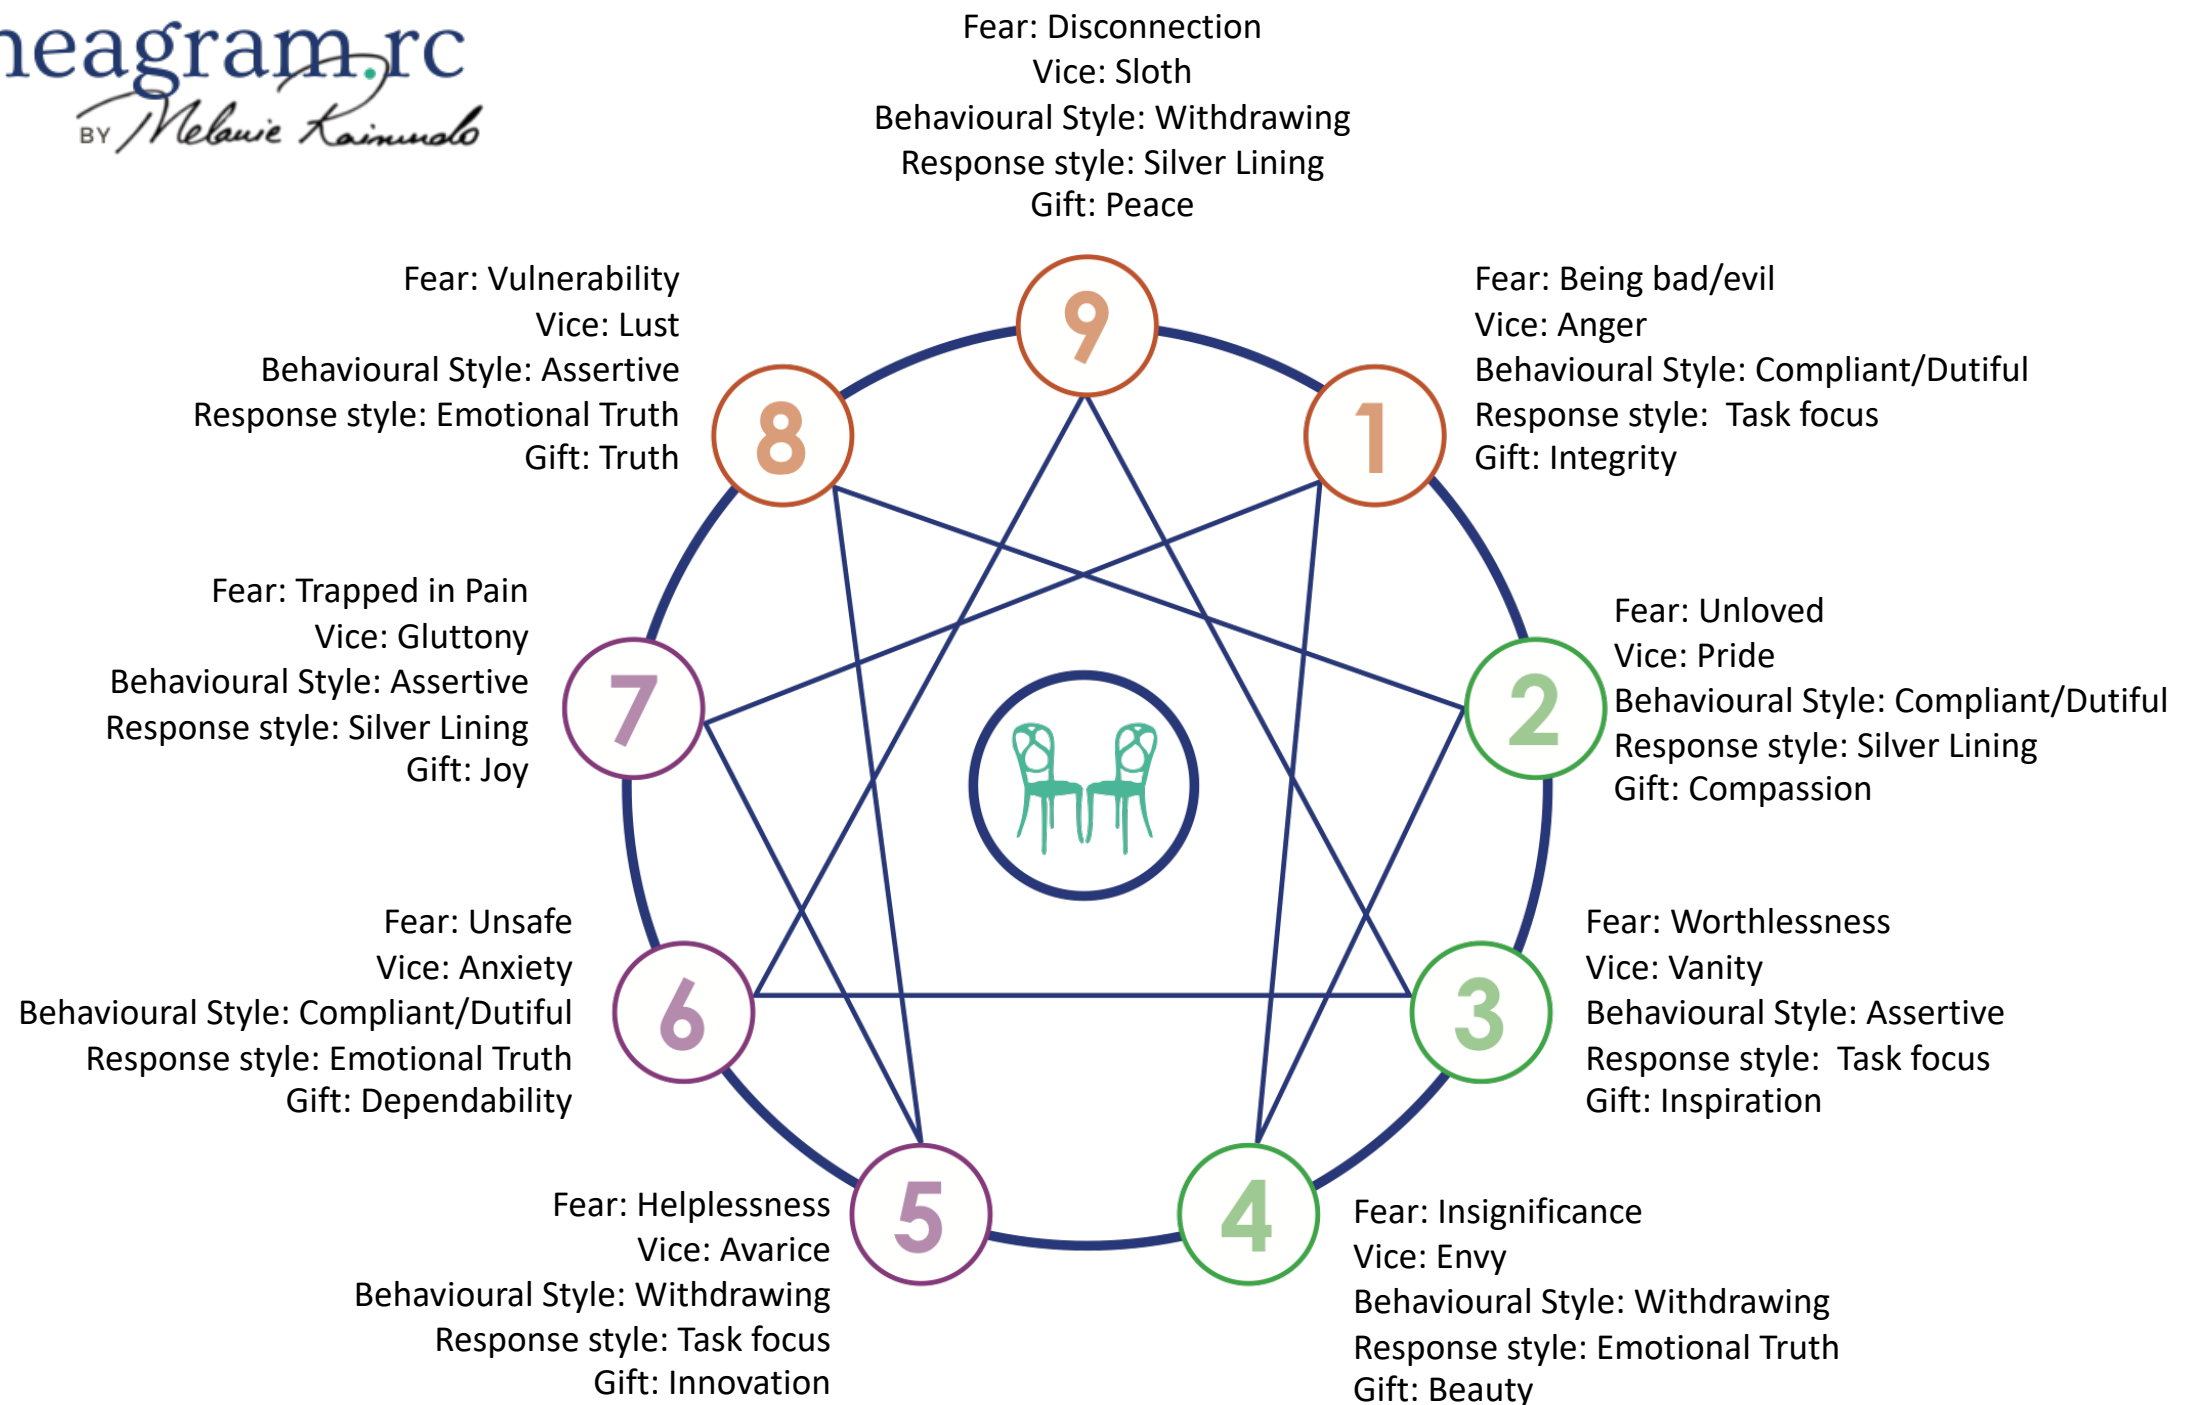 neagram.rc
BY Melanie Raimundo
Fear: Disconnection
Vice: Sloth
Behavioural Style: Withdrawing
Response style: Silver Lining
Gift: Peace
Fear: Vulnerability
Vice: Lust
Behavioural Style: Assertive
Response style: Emotional Truth
Gift: Truth
9
8
1
Fear: Being bad/evil
Vice: Anger
Behavioural Style: Compliant/Dutiful
Response style:  Task focus
Gift: Integrity
Fear: Trapped in Pain
Vice: Gluttony
Behavioural Style: Assertive
Response style: Silver Lining
Gift: Joy
7
2
Fear: Unloved
Vice: Pride
Behavioural Style: Compliant/Dutiful
Response style: Silver Lining
Gift: Compassion
Fear: Unsafe
Vice: Anxiety
Behavioural Style: Compliant/Dutiful
Response style: Emotional Truth
Gift: Dependability
6
3
Fear: Worthlessness
Vice: Vanity
Behavioural Style: Assertive
Response style:  Task focus
Gift: Inspiration
Fear: Helplessness
Vice: Avarice
Behavioural Style: Withdrawing
Response style: Task focus
Gift: Innovation
5
4
Fear: Insignificance
Vice: Envy
Behavioural Style: Withdrawing
Response style: Emotional Truth
Gift: Beauty